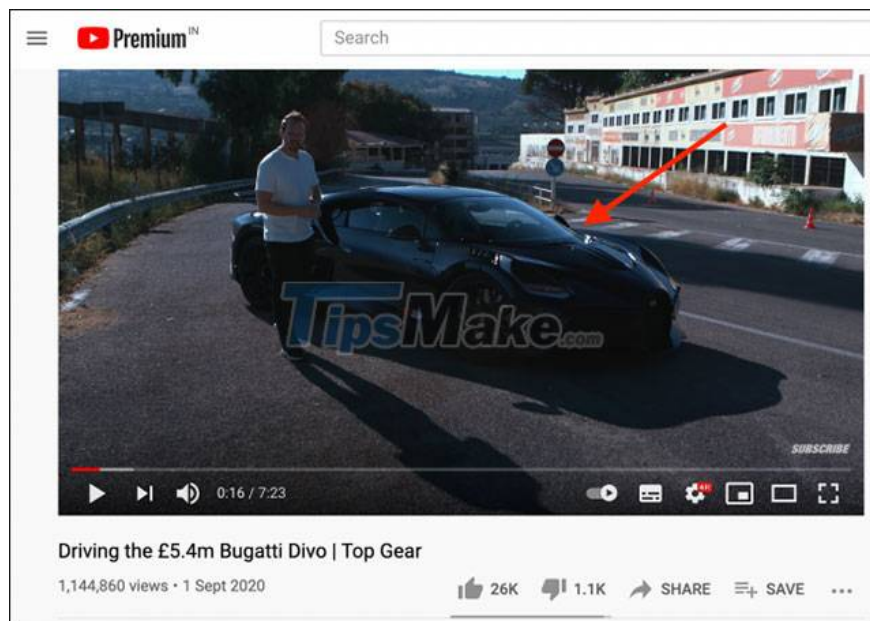 Premium IN
Search
TipsMake.com
SUBSCRIBE
0:16 / 7:23
Driving the £5.4m Bugatti Divo | Top Gear
1,144,860 views • 1 Sept 2020
26K
1.1K
SHARE
SAVE